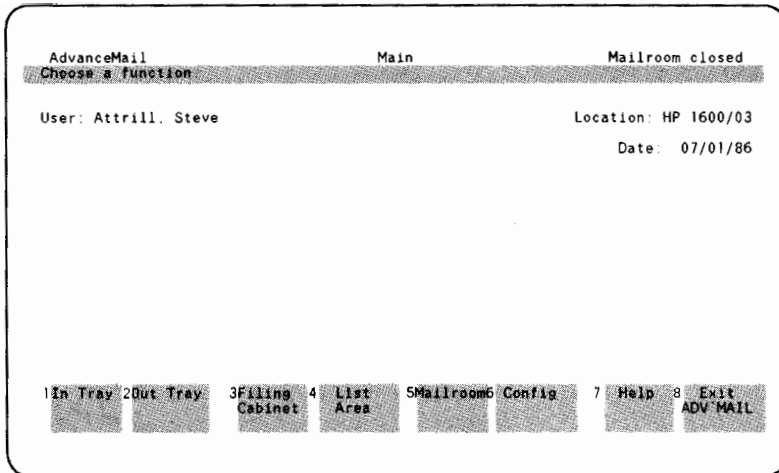 AdvanceMail Main Mailroom closed
Choose a function
User: Attrill, Steve Location: HP 1600/03
Date: 07/01/86
1 In Tray 2 Out Tray 3 Filing Cabinet 4 List Area 5 Mailroom 6 Config 7 Help 8 Exit ADV MAIL